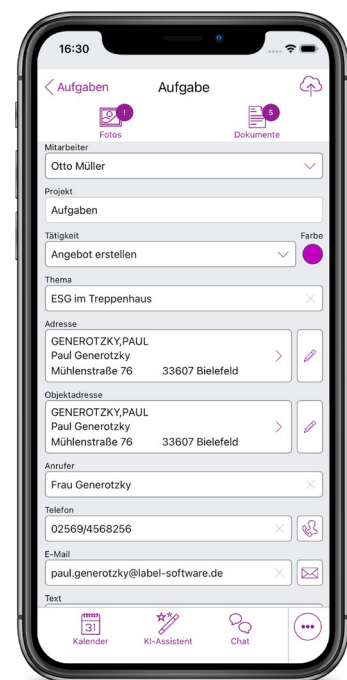 16:30
Aufgaben
Aufgabe
!
5
Fotos
Dokumente
Mitarbeiter
Otto Müller
Projekt
Aufgaben
Tätigkeit
Farbe
Angebot erstellen
Thema
ESG im Treppenhaus
Adresse
GENEROTZKY,PAUL
Paul Generotzky
Mühlenstraße 76 33607 Bielefeld
Objektadresse
GENEROTZKY,PAUL
Paul Generotzky
Mühlenstraße 76 33607 Bielefeld
Anrufer
Frau Generotzky
Telefon
02569/4568256
E-Mail
paul.generotzky@label-software.de
Text
31
Kalender
KI-Assistent
Chat